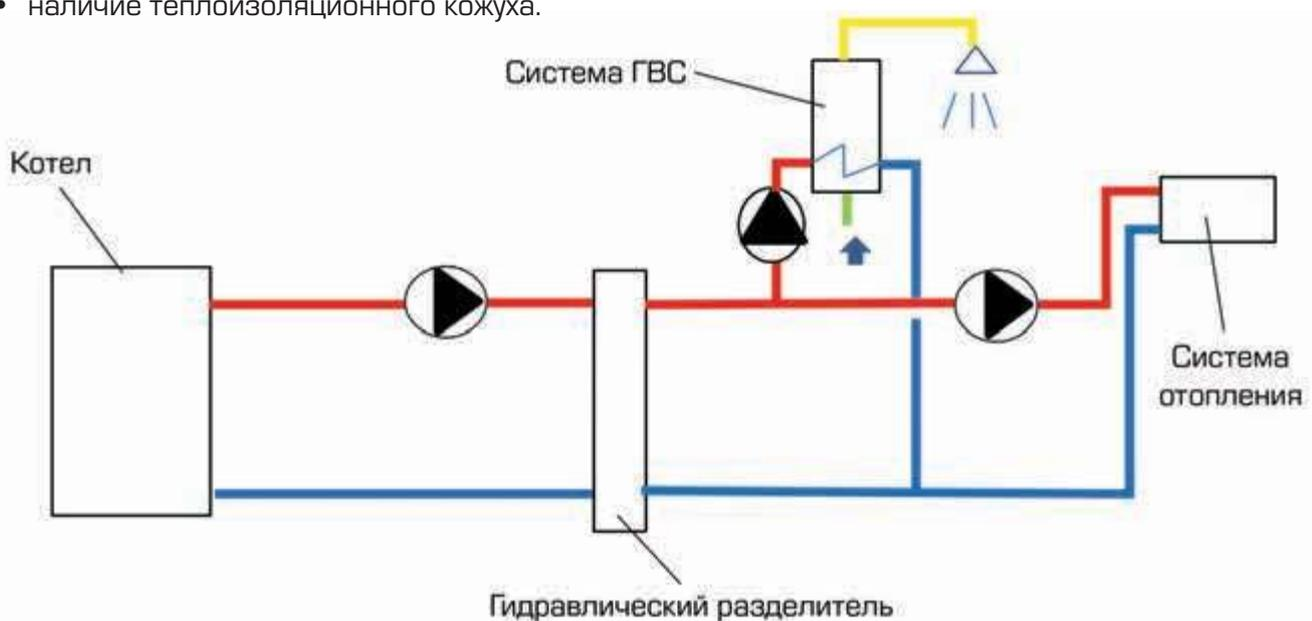 • наличие теплоизоляционного кожуха.
Система ГВС
Котел
Система
отопления
Гидравлический разделитель